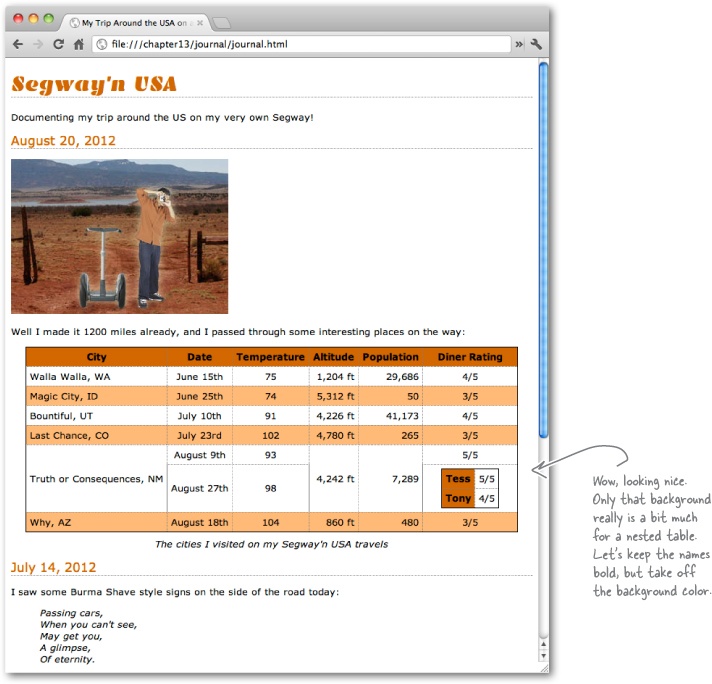 My Trip Around the USA on a
file:///chapter13/journal/journal.html
Segway'n USA
Documenting my trip around the US on my very own Segway!
August 20, 2012
Well I made it 1200 miles already, and I passed through some interesting places on the way:
City Date Temperature Altitude Population Diner Rating
Walla Walla, WA June 15th 75 1,204 ft 29,686 4/5
Magic City, ID June 25th 74 5,312 ft 50 3/5
Bountiful, UT July 10th 91 4,226 ft 41,173 4/5
Last Chance, CO July 23rd 102 4,780 ft 265 3/5
August 9th 93 5/5
Truth or Consequences, NM 4,242 ft 7,289
August 27th 98
Tess 5/5
Tony 4/5
Why, AZ August 18th 104 860 ft 480 3/5
The cities I visited on my Segway'n USA travels
July 14, 2012
I saw some Burma Shave style signs on the side of the road today:
Passing cars,
When you can't see,
May get you,
A glimpse,
Of eternity.
Wow, looking nice.
Only that background
really is a bit much
for a nested table.
Let's keep the names
bold, but take off
the background color.